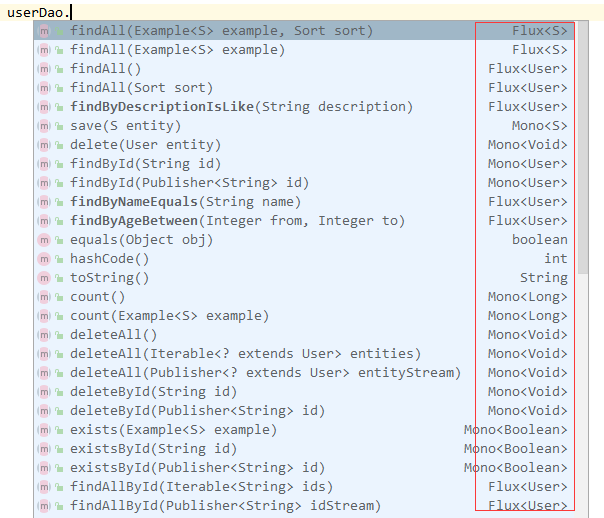 userDao.
findAll(Example<S> example, Sort sort) Flux<S>
findAll(Example<S> example) Flux<S>
findAll() Flux<User>
findAll(Sort sort) Flux<User>
findByDescriptionIsLike(String description) Flux<User>
save(S entity) Mono<S>
delete(User entity) Mono<Void>
findById(String id) Mono<User>
findById(Publisher<String> id) Mono<User>
findByNameEquals(String name) Flux<User>
findByAgeBetween(Integer from, Integer to) Flux<User>
equals(Object obj) boolean
hashCode() int
toString() String
count() Mono<Long>
count(Example<S> example) Mono<Long>
deleteAll() Mono<Void>
deleteAll(Iterable<? extends User> entities) Mono<Void>
deleteAll(Publisher<? extends User> entityStream) Mono<Void>
deleteById(String id) Mono<Void>
deleteById(Publisher<String> id) Mono<Void>
exists(Example<S> example) Mono<Boolean>
existsById(String id) Mono<Boolean>
existsById(Publisher<String> id) Mono<Boolean>
findAllById(Iterable<String> ids) Flux<User>
findAllById(Publisher<String> idStream) Flux<User>